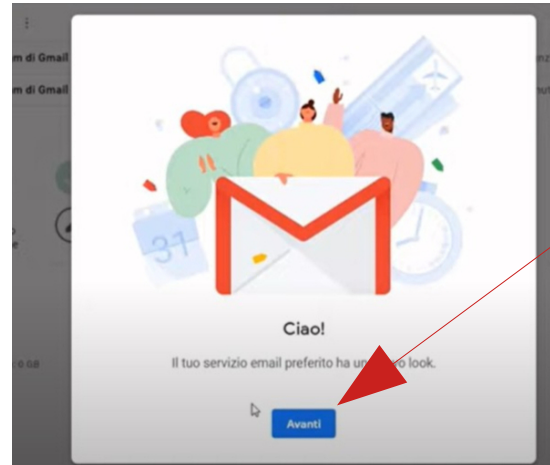 m di Gmail
m di Gmail
31
Ciao!
Il tuo servizio email preferito ha un look.
Avanti